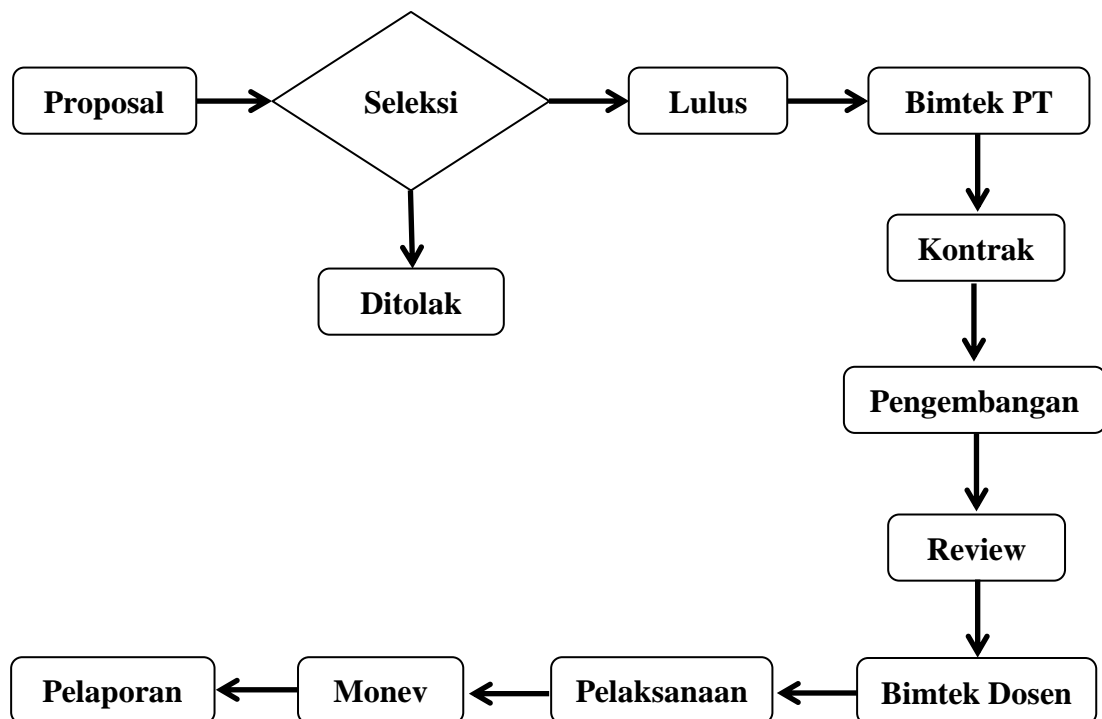 Proposal
Seleksi
Lulus
Bimtek PT
Kontrak
Ditolak
Pengembangan
Review
Bimtek Dosen
Pelaksanaan
Monev
Pelaporan